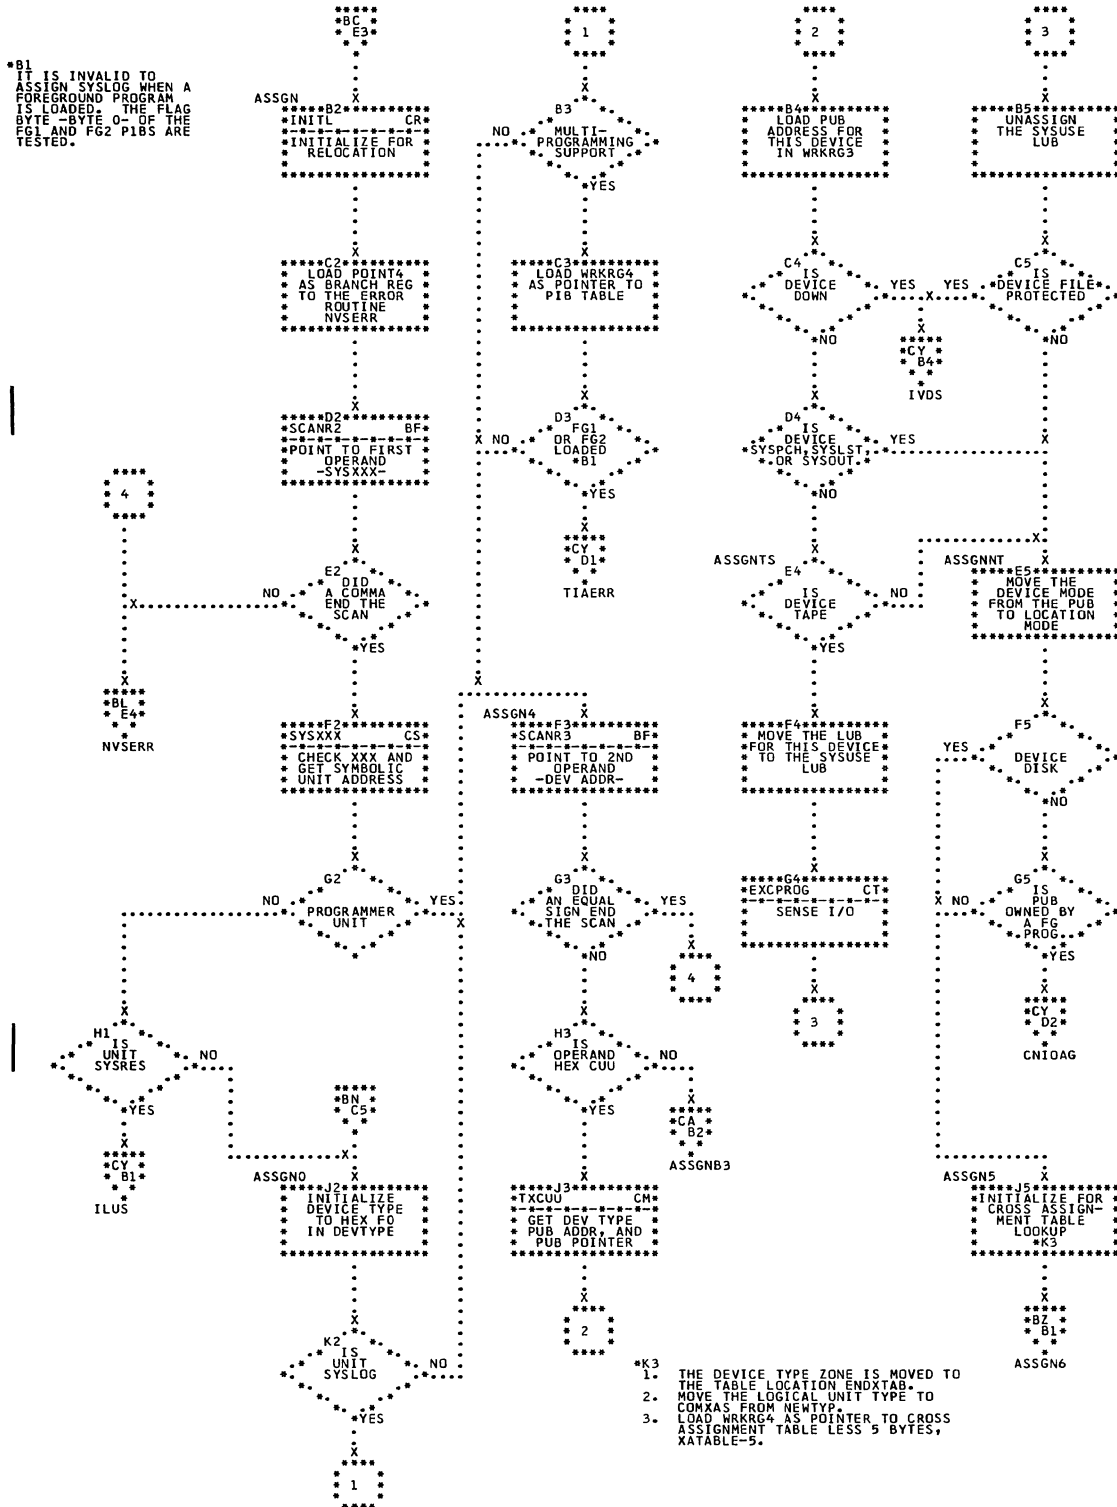 BC
E3
1
2
3
*B1
IT IS INVALID TO
ASSIGN SYSLOG WHEN A
FOREGROUND PROGRAM
IS LOADED. THE FLAG
BYTE -BYTE 0- OF THE
FG1 AND FG2 PIBS ARE
TESTED.
ASSGN
B2
INITL CR
INITIALIZE FOR
RELOCATION
C2
LOAD POINT4
AS BRANCH REG
TO THE ERROR
ROUTINE
NVSERR
D2
SCANR2 BF
POINT TO FIRST
OPERAND
-SYSXXX-
4
E2
DID
A COMMA
END THE
SCAN
NO
YES
BL
E4
NVSERR
F2
SYSXXX CS
CHECK XXX AND
GET SYMBOLIC
UNIT ADDRESS
G2
PROGRAMMER
UNIT
NO
YES
H1
IS
UNIT
SYSRES
NO
YES
CY
B1
ILUS
BN
C5
ASSGN0
J2
INITIALIZE
DEVICE TYPE
TO HEX F0
IN DEVTYPE
K2
IS
UNIT
SYSLOG
NO
YES
1
B3
MULTI-
PROGRAMMING
SUPPORT
NO
YES
C3
LOAD WRKRG4
AS POINTER TO
PIB TABLE
D3
FG1
OR FG2
LOADED
*B1
NO
YES
CY
D1
TIAERR
ASSGN4
F3
SCANR3 BF
POINT TO 2ND
OPERAND
-DEV ADDR-
G3
DID
AN EQUAL
SIGN END
THE SCAN
YES
NO
4
H3
IS
OPERAND
HEX CUU
NO
YES
CA
B2
ASSGNB3
J3
TXCUU CM
GET DEV TYPE
PUB ADDR, AND
PUB POINTER
2
B4
LOAD PUB
ADDRESS FOR
THIS DEVICE
IN WRKRG3
C4
IS
DEVICE
DOWN
YES
NO
CY
B4
IVDS
D4
IS
DEVICE
SYSPCH,SYSLST,
OR SYSOUT
YES
NO
ASSGNTS
E4
IS
DEVICE
TAPE
NO
YES
F4
MOVE THE LUB
FOR THIS DEVICE
TO THE SYSUSE
LUB
G4
EXCPROG CT
SENSE I/O
3
B5
UNASSIGN
THE SYSUSE
LUB
C5
IS
DEVICE FILE
PROTECTED
YES
NO
ASSGNNT
E5
MOVE THE
DEVICE MODE
FROM THE PUB
TO LOCATION
MODE
F5
DEVICE
DISK
YES
NO
G5
IS
PUB
OWNED BY
A FG
PROG
NO
YES
CY
D2
CNIOAG
ASSGN5
J5
INITIALIZE FOR
CROSS ASSIGN-
MENT TABLE
LOOKUP
*K3
BZ
B1
ASSGN6
*K3
1. THE DEVICE TYPE ZONE IS MOVED TO
THE TABLE LOCATION ENDXTAB.
2. MOVE THE LOGICAL UNIT TYPE TO
COMXAS FROM NEWTYP.
3. LOAD WRKRG4 AS POINTER TO CROSS
ASSIGNMENT TABLE LESS 5 BYTES,
XATABLE-5.